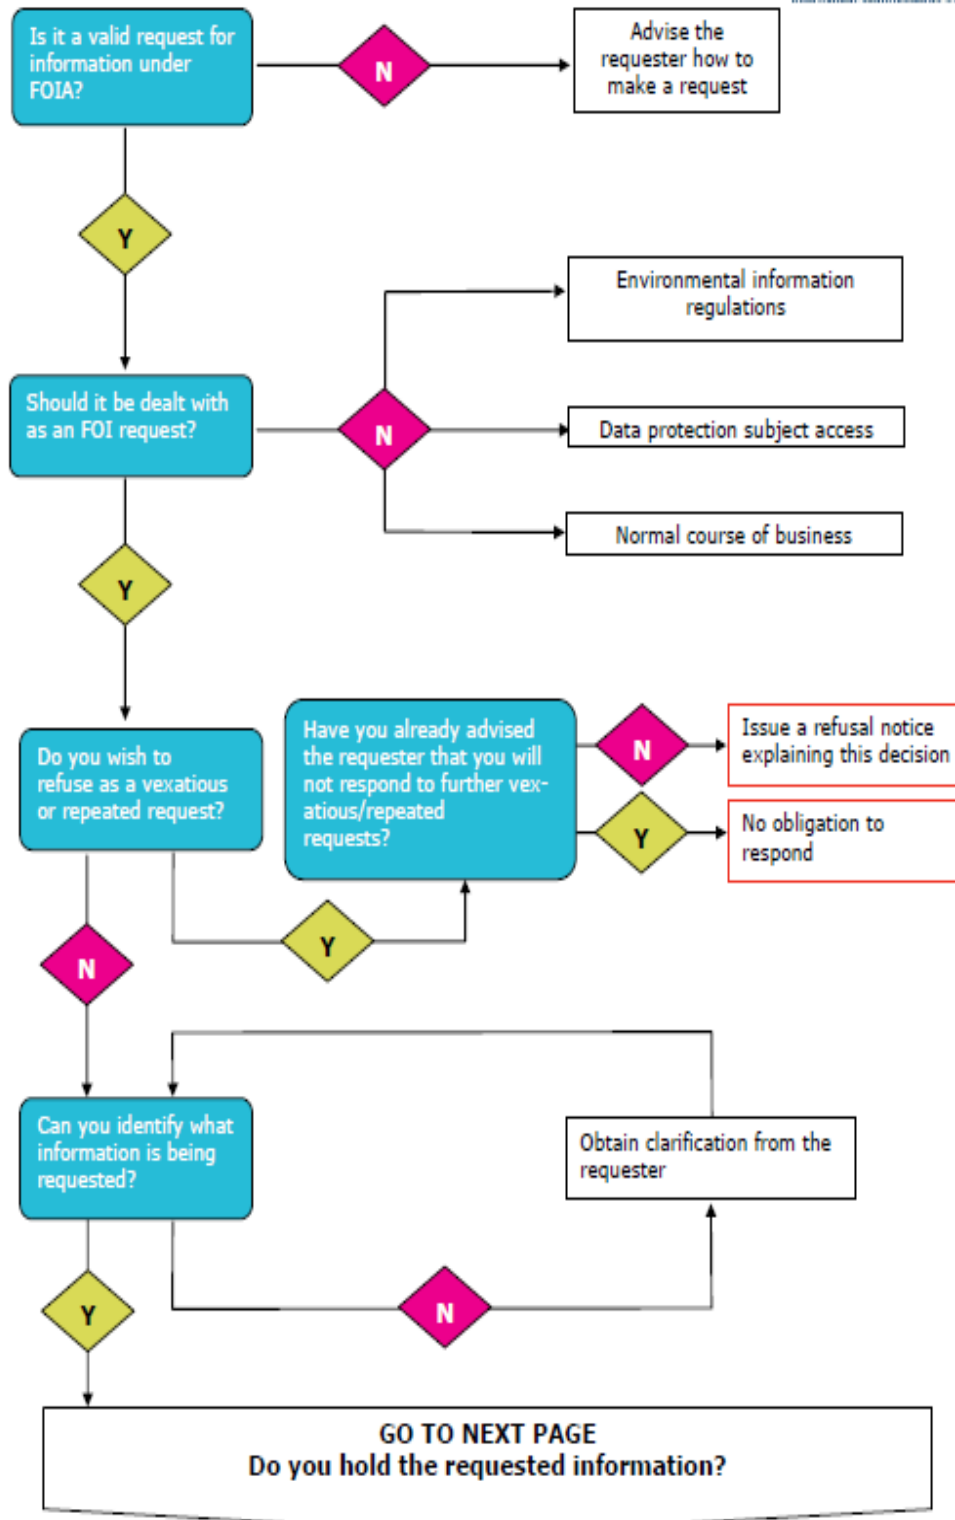 Is it a valid request for
information under
FOIA?
N
Advise the
requester how to
make a request
Y
Environmental information
regulations
Should it be dealt with
as an FOI request?
N
Data protection subject access
Normal course of business
Y
Do you wish to
refuse as a vexatious
or repeated request?
Have you already advised
the requester that you will
not respond to further vex-
atious/repeated
requests?
N
Issue a refusal notice
explaining this decision
Y
No obligation to
respond
Y
N
Can you identify what
information is being
requested?
Obtain clarification from the
requester
N
Y
GO TO NEXT PAGE
Do you hold the requested information?